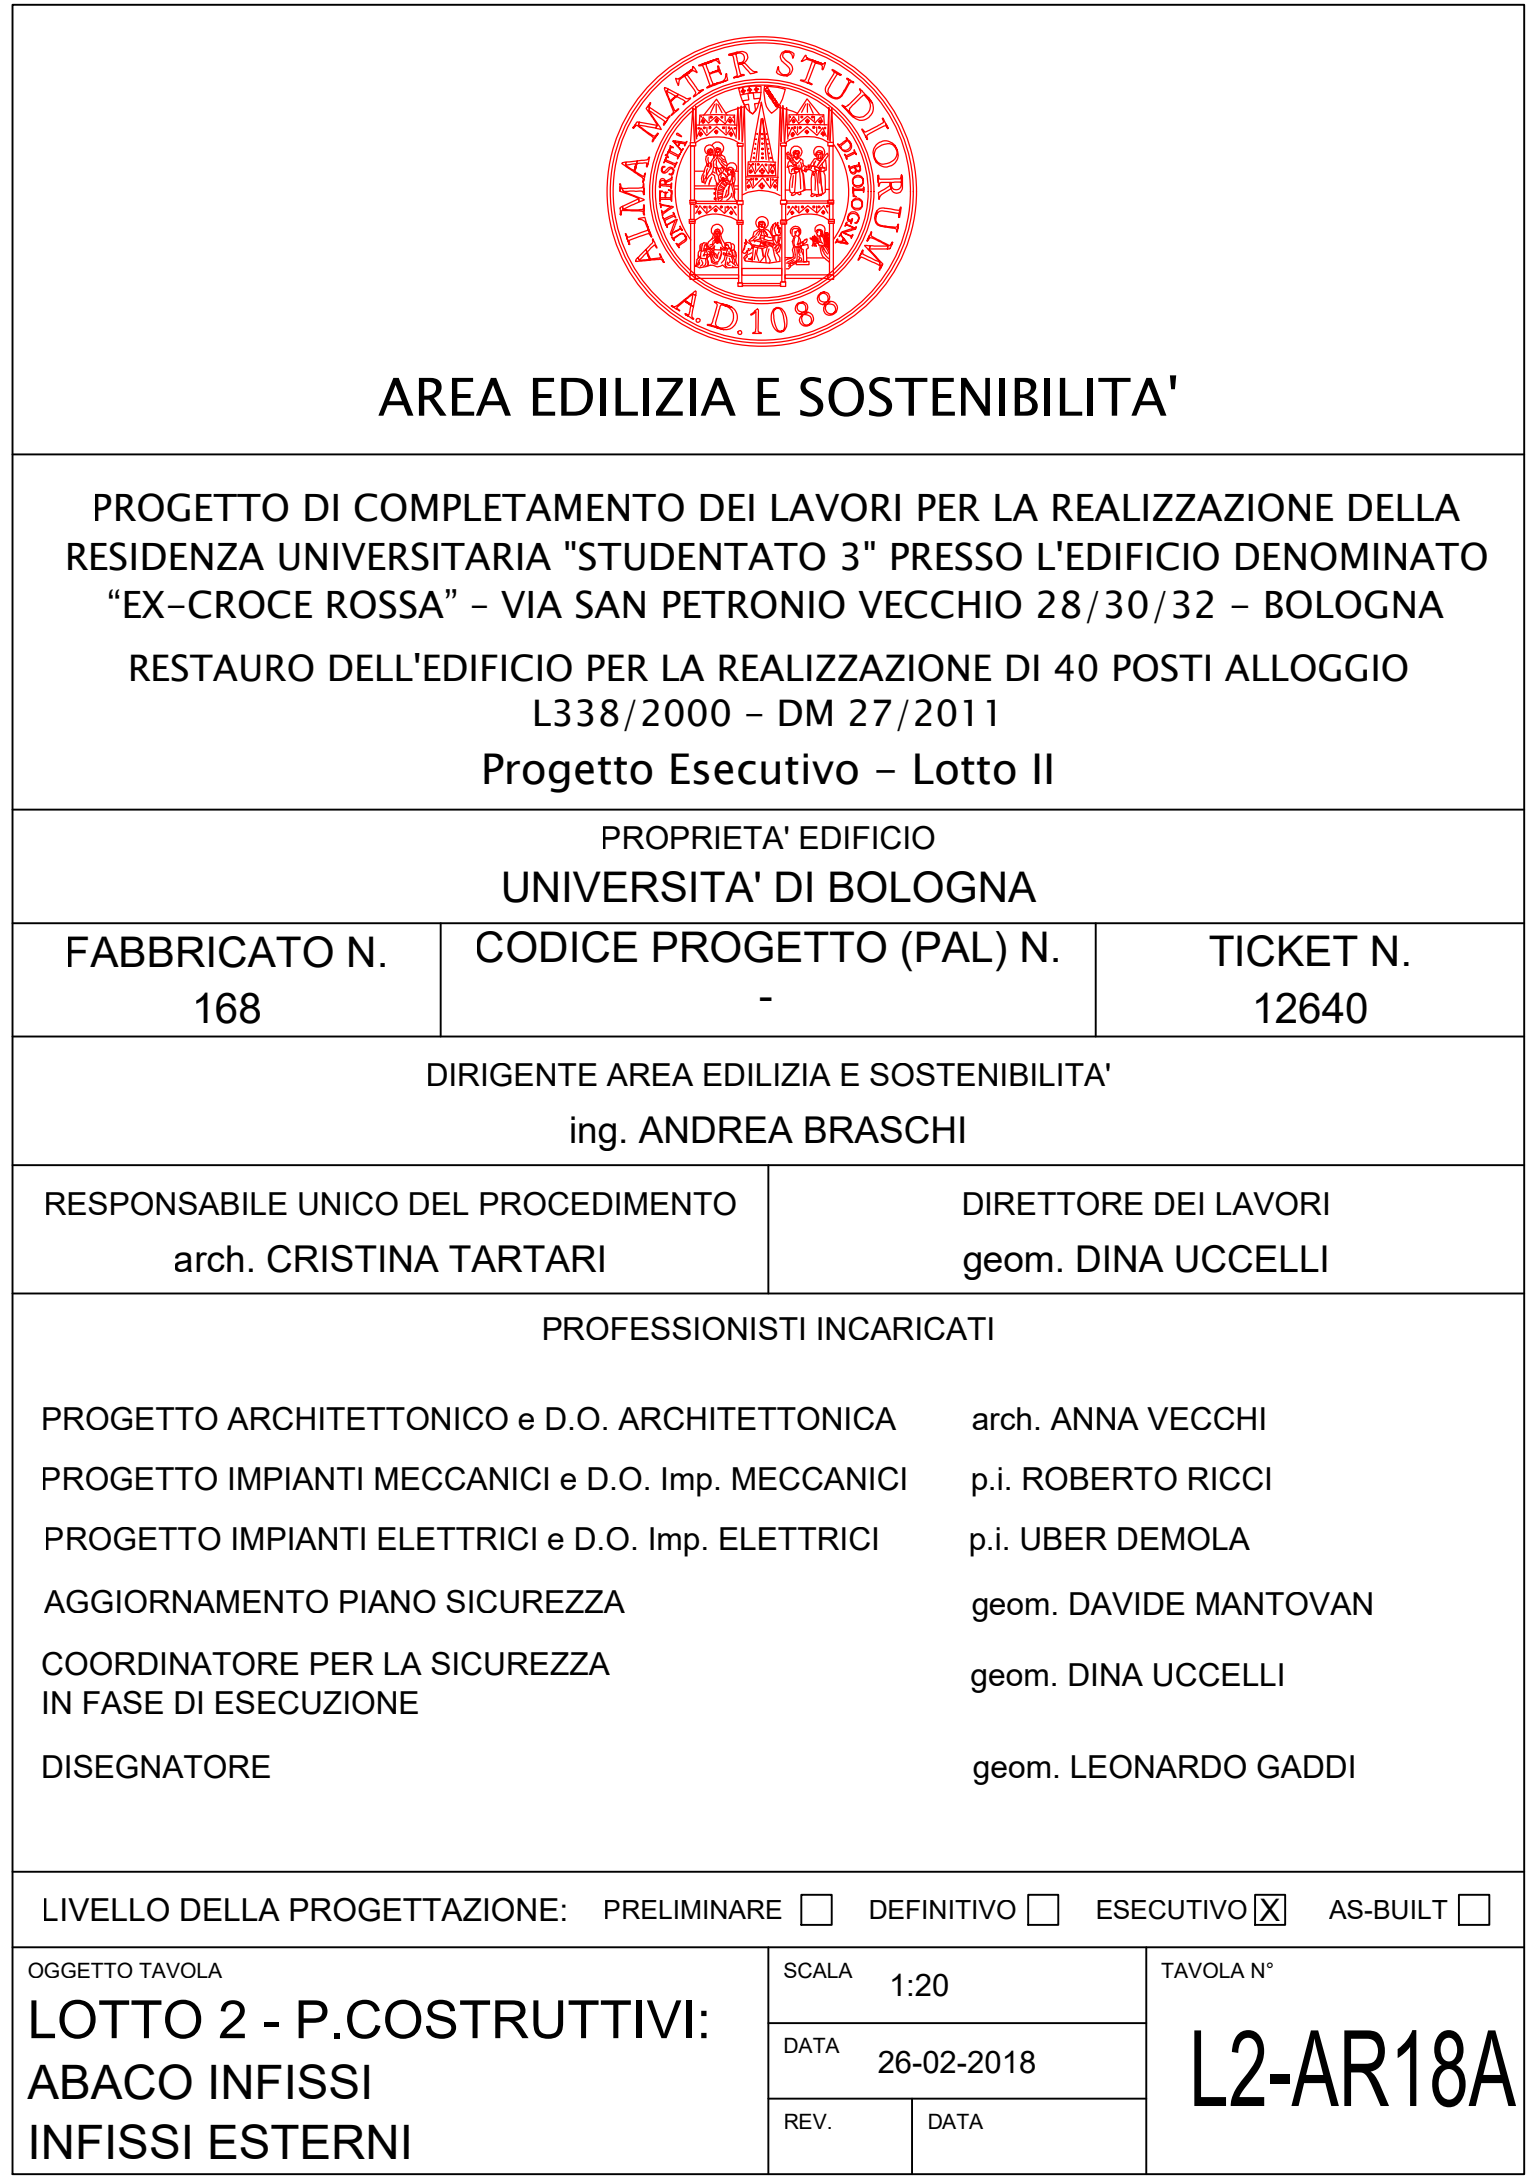 ALMA MATER STUDIORUM
UNIVERSITA' DI BOLOGNA
A.D. 1088
AREA EDILIZIA E SOSTENIBILITA'
PROGETTO DI COMPLETAMENTO DEI LAVORI PER LA REALIZZAZIONE DELLA
RESIDENZA UNIVERSITARIA "STUDENTATO 3" PRESSO L'EDIFICIO DENOMINATO
“EX-CROCE ROSSA” - VIA SAN PETRONIO VECCHIO 28/30/32 - BOLOGNA
RESTAURO DELL'EDIFICIO PER LA REALIZZAZIONE DI 40 POSTI ALLOGGIO
L338/2000 - DM 27/2011
Progetto Esecutivo - Lotto II
PROPRIETA' EDIFICIO
UNIVERSITA' DI BOLOGNA
FABBRICATO N.
168
CODICE PROGETTO (PAL) N.
-
TICKET N.
12640
DIRIGENTE AREA EDILIZIA E SOSTENIBILITA'
ing. ANDREA BRASCHI
RESPONSABILE UNICO DEL PROCEDIMENTO
arch. CRISTINA TARTARI
DIRETTORE DEI LAVORI
geom. DINA UCCELLI
PROFESSIONISTI INCARICATI
PROGETTO ARCHITETTONICO e D.O. ARCHITETTONICA arch. ANNA VECCHI
PROGETTO IMPIANTI MECCANICI e D.O. Imp. MECCANICI p.i. ROBERTO RICCI
PROGETTO IMPIANTI ELETTRICI e D.O. Imp. ELETTRICI p.i. UBER DEMOLA
AGGIORNAMENTO PIANO SICUREZZA geom. DAVIDE MANTOVAN
COORDINATORE PER LA SICUREZZA
IN FASE DI ESECUZIONE geom. DINA UCCELLI
DISEGNATORE geom. LEONARDO GADDI
LIVELLO DELLA PROGETTAZIONE: PRELIMINARE DEFINITIVO ESECUTIVO X AS-BUILT
OGGETTO TAVOLA
LOTTO 2 - P.COSTRUTTIVI:
ABACO INFISSI
INFISSI ESTERNI
SCALA 1:20
DATA 26-02-2018
REV. DATA
TAVOLA N°
L2-AR18A